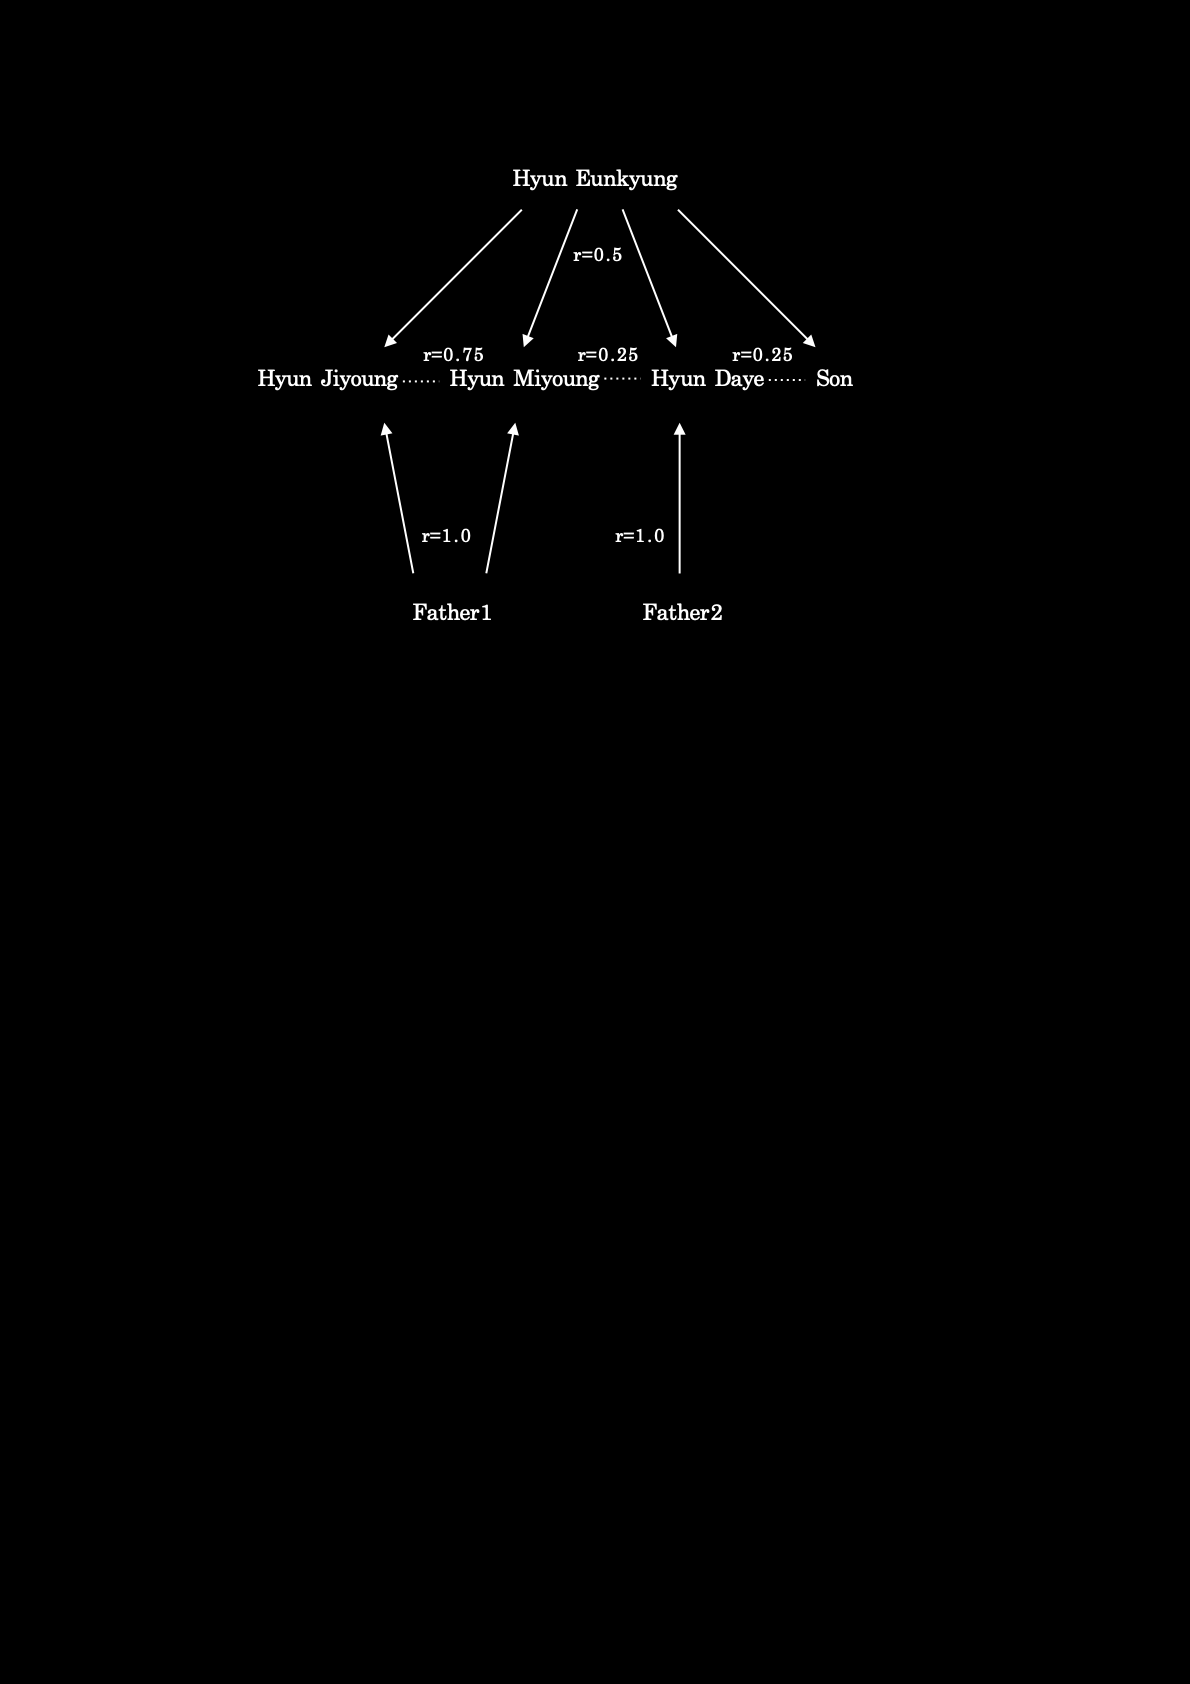 Hyun Eunkyung
r=0.5
r=0.75 r=0.25 r=0.25
Hyun Jiyoung Hyun Miyoung Hyun Daye Son
r=1.0 r=1.0
Father1 Father2